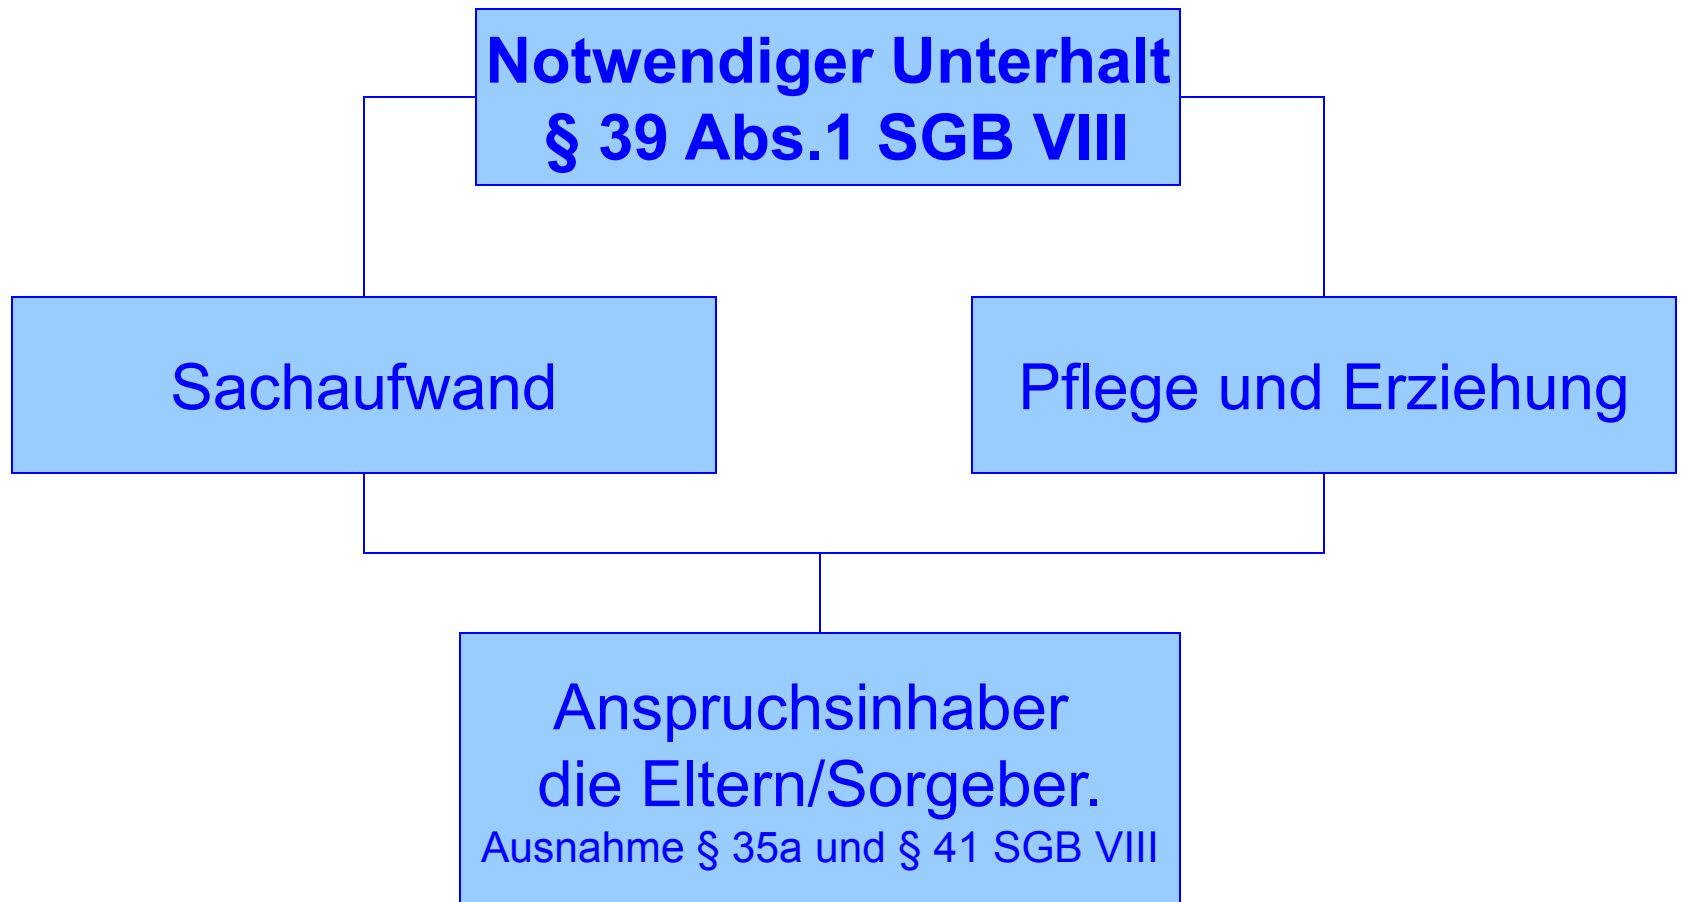 Notwendiger Unterhalt
§ 39 Abs.1 SGB VIII
Sachaufwand
Pflege und Erziehung
Anspruchsinhaber
die Eltern/Sorgeber.
Ausnahme § 35a und § 41 SGB VIII